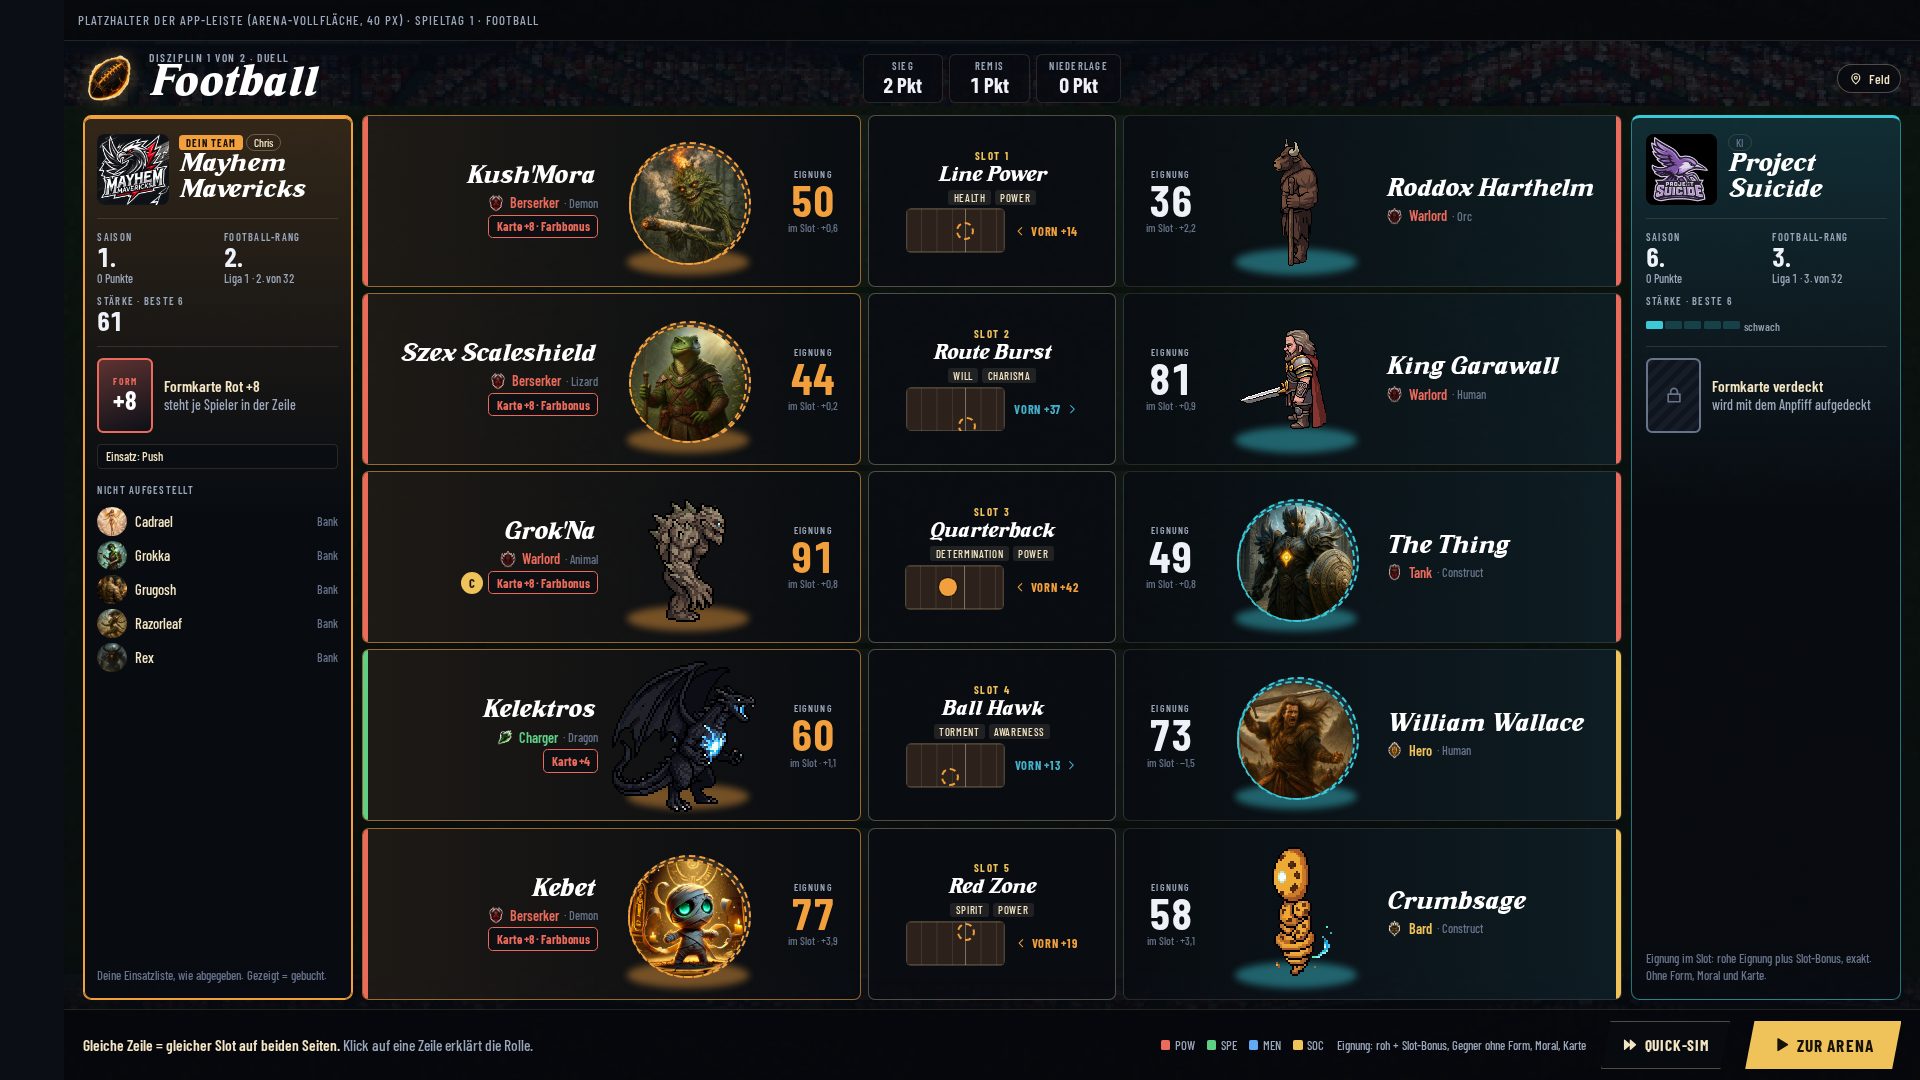 PLATZHALTER DER APP-LEISTE (ARENA-VOLLFLÄCHE, 40 PX) · SPIELTAG 1 · FOOTBALL
DISZIPLIN 1 VON 2 · DUELL
Football
SIEG
2 Pkt
REMIS
1 Pkt
NIEDERLAGE
0 Pkt
Feld
MAYHEM
MAVERICKS
DEIN TEAM
Chris
Mayhem
Mavericks
SAISON
1.
0 Punkte
FOOTBALL-RANG
2.
Liga 1 · 2. von 32
STÄRKE · BESTE 6
61
FORM
+8
Formkarte Rot +8
steht je Spieler in der Zeile
Einsatz: Push
NICHT AUFGESTELLT
Cadrael
Bank
Grokka
Bank
Grugosh
Bank
Razorleaf
Bank
Rex
Bank
Deine Einsatzliste, wie abgegeben. Gezeigt = gebucht.
Kush'Mora
Berserker · Demon
Karte +8 · Farbbonus
EIGNUNG
50
im Slot · +0,6
SLOT 1
Line Power
HEALTH
POWER
VORN +14
EIGNUNG
36
im Slot · +2,2
Roddox Harthelm
Warlord · Orc
Szex Scaleshield
Berserker · Lizard
Karte +8 · Farbbonus
EIGNUNG
44
im Slot · +0,2
SLOT 2
Route Burst
WILL
CHARISMA
VORN +37
EIGNUNG
81
im Slot · +0,9
King Garawall
Warlord · Human
Grok'Na
Warlord · Animal
C
Karte +8 · Farbbonus
EIGNUNG
91
im Slot · +0,8
SLOT 3
Quarterback
DETERMINATION
POWER
VORN +42
EIGNUNG
49
im Slot · +0,8
The Thing
Tank · Construct
Kelektros
Charger · Dragon
Karte +4
EIGNUNG
60
im Slot · +1,1
SLOT 4
Ball Hawk
TORMENT
AWARENESS
VORN +13
EIGNUNG
73
im Slot · −1,5
William Wallace
Hero · Human
Kebet
Berserker · Demon
Karte +8 · Farbbonus
EIGNUNG
77
im Slot · +3,9
SLOT 5
Red Zone
SPIRIT
POWER
VORN +19
EIGNUNG
58
im Slot · +3,1
Crumbsage
Bard · Construct
PROJECT
SUICIDE
KI
Project
Suicide
SAISON
6.
0 Punkte
FOOTBALL-RANG
3.
Liga 1 · 3. von 32
STÄRKE · BESTE 6
schwach
Formkarte verdeckt
wird mit dem Anpfiff aufgedeckt
Eignung im Slot: rohe Eignung plus Slot-Bonus, exakt.
Ohne Form, Moral und Karte.
Gleiche Zeile = gleicher Slot auf beiden Seiten. Klick auf eine Zeile erklärt die Rolle.
POW
SPE
MEN
SOC
Eignung: roh + Slot-Bonus, Gegner ohne Form, Moral, Karte
QUICK-SIM
ZUR ARENA